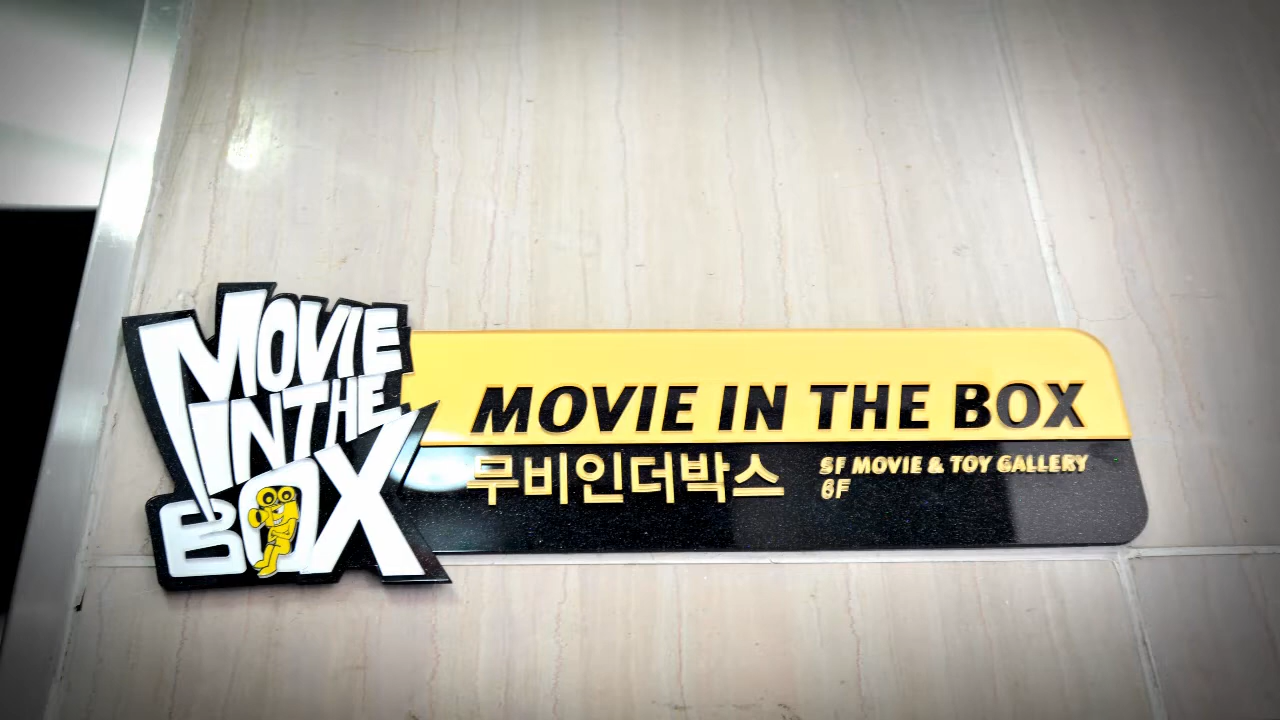 MOVIE
IN THE
BOX
MOVIE IN THE BOX
무비인더박스
SF MOVIE & TOY GALLERY
6F